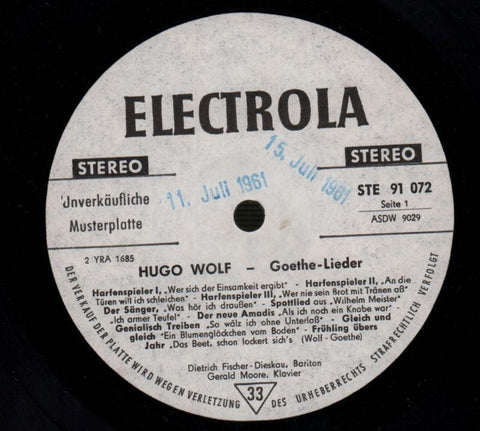 ELECTROLA
STEREO
STEREO
11. Juli 1961
15. Juli 1961
'Unverkäufliche
Musterplatte
STE 91 072
Seite 1
ASDW 9029
2 YRA 1685
HUGO WOLF – Goethe-Lieder
Harfenspieler I, „Wer sich der Einsamkeit ergibt" - Harfenspieler II, „An die
Türen will ich schleichen" - Harfenspieler III, „Wer nie sein Brot mit Tränen aß"
Der Sänger, „Was hör ich draußen" - Spottlied aus „Wilhelm Meister"
„Ich armer Teufel" - Der neue Amadis „Als ich noch ein Knabe war"
Genialisch Treiben „So wälz ich ohne Unterlaß" - Gleich und
gleich "Ein Blumenglöckchen vom Boden" - Frühling übers
Jahr „Das Beet, schon lockert sich's (Wolf - Goethe)
Dietrich Fischer-Dieskau, Bariton
Gerald Moore, Klavier
33
DER VERKAUF DER PLATTE WIRD WEGEN VERLETZUNG DES URHEBERRECHTS STRAFRECHTLICH VERFOLGT